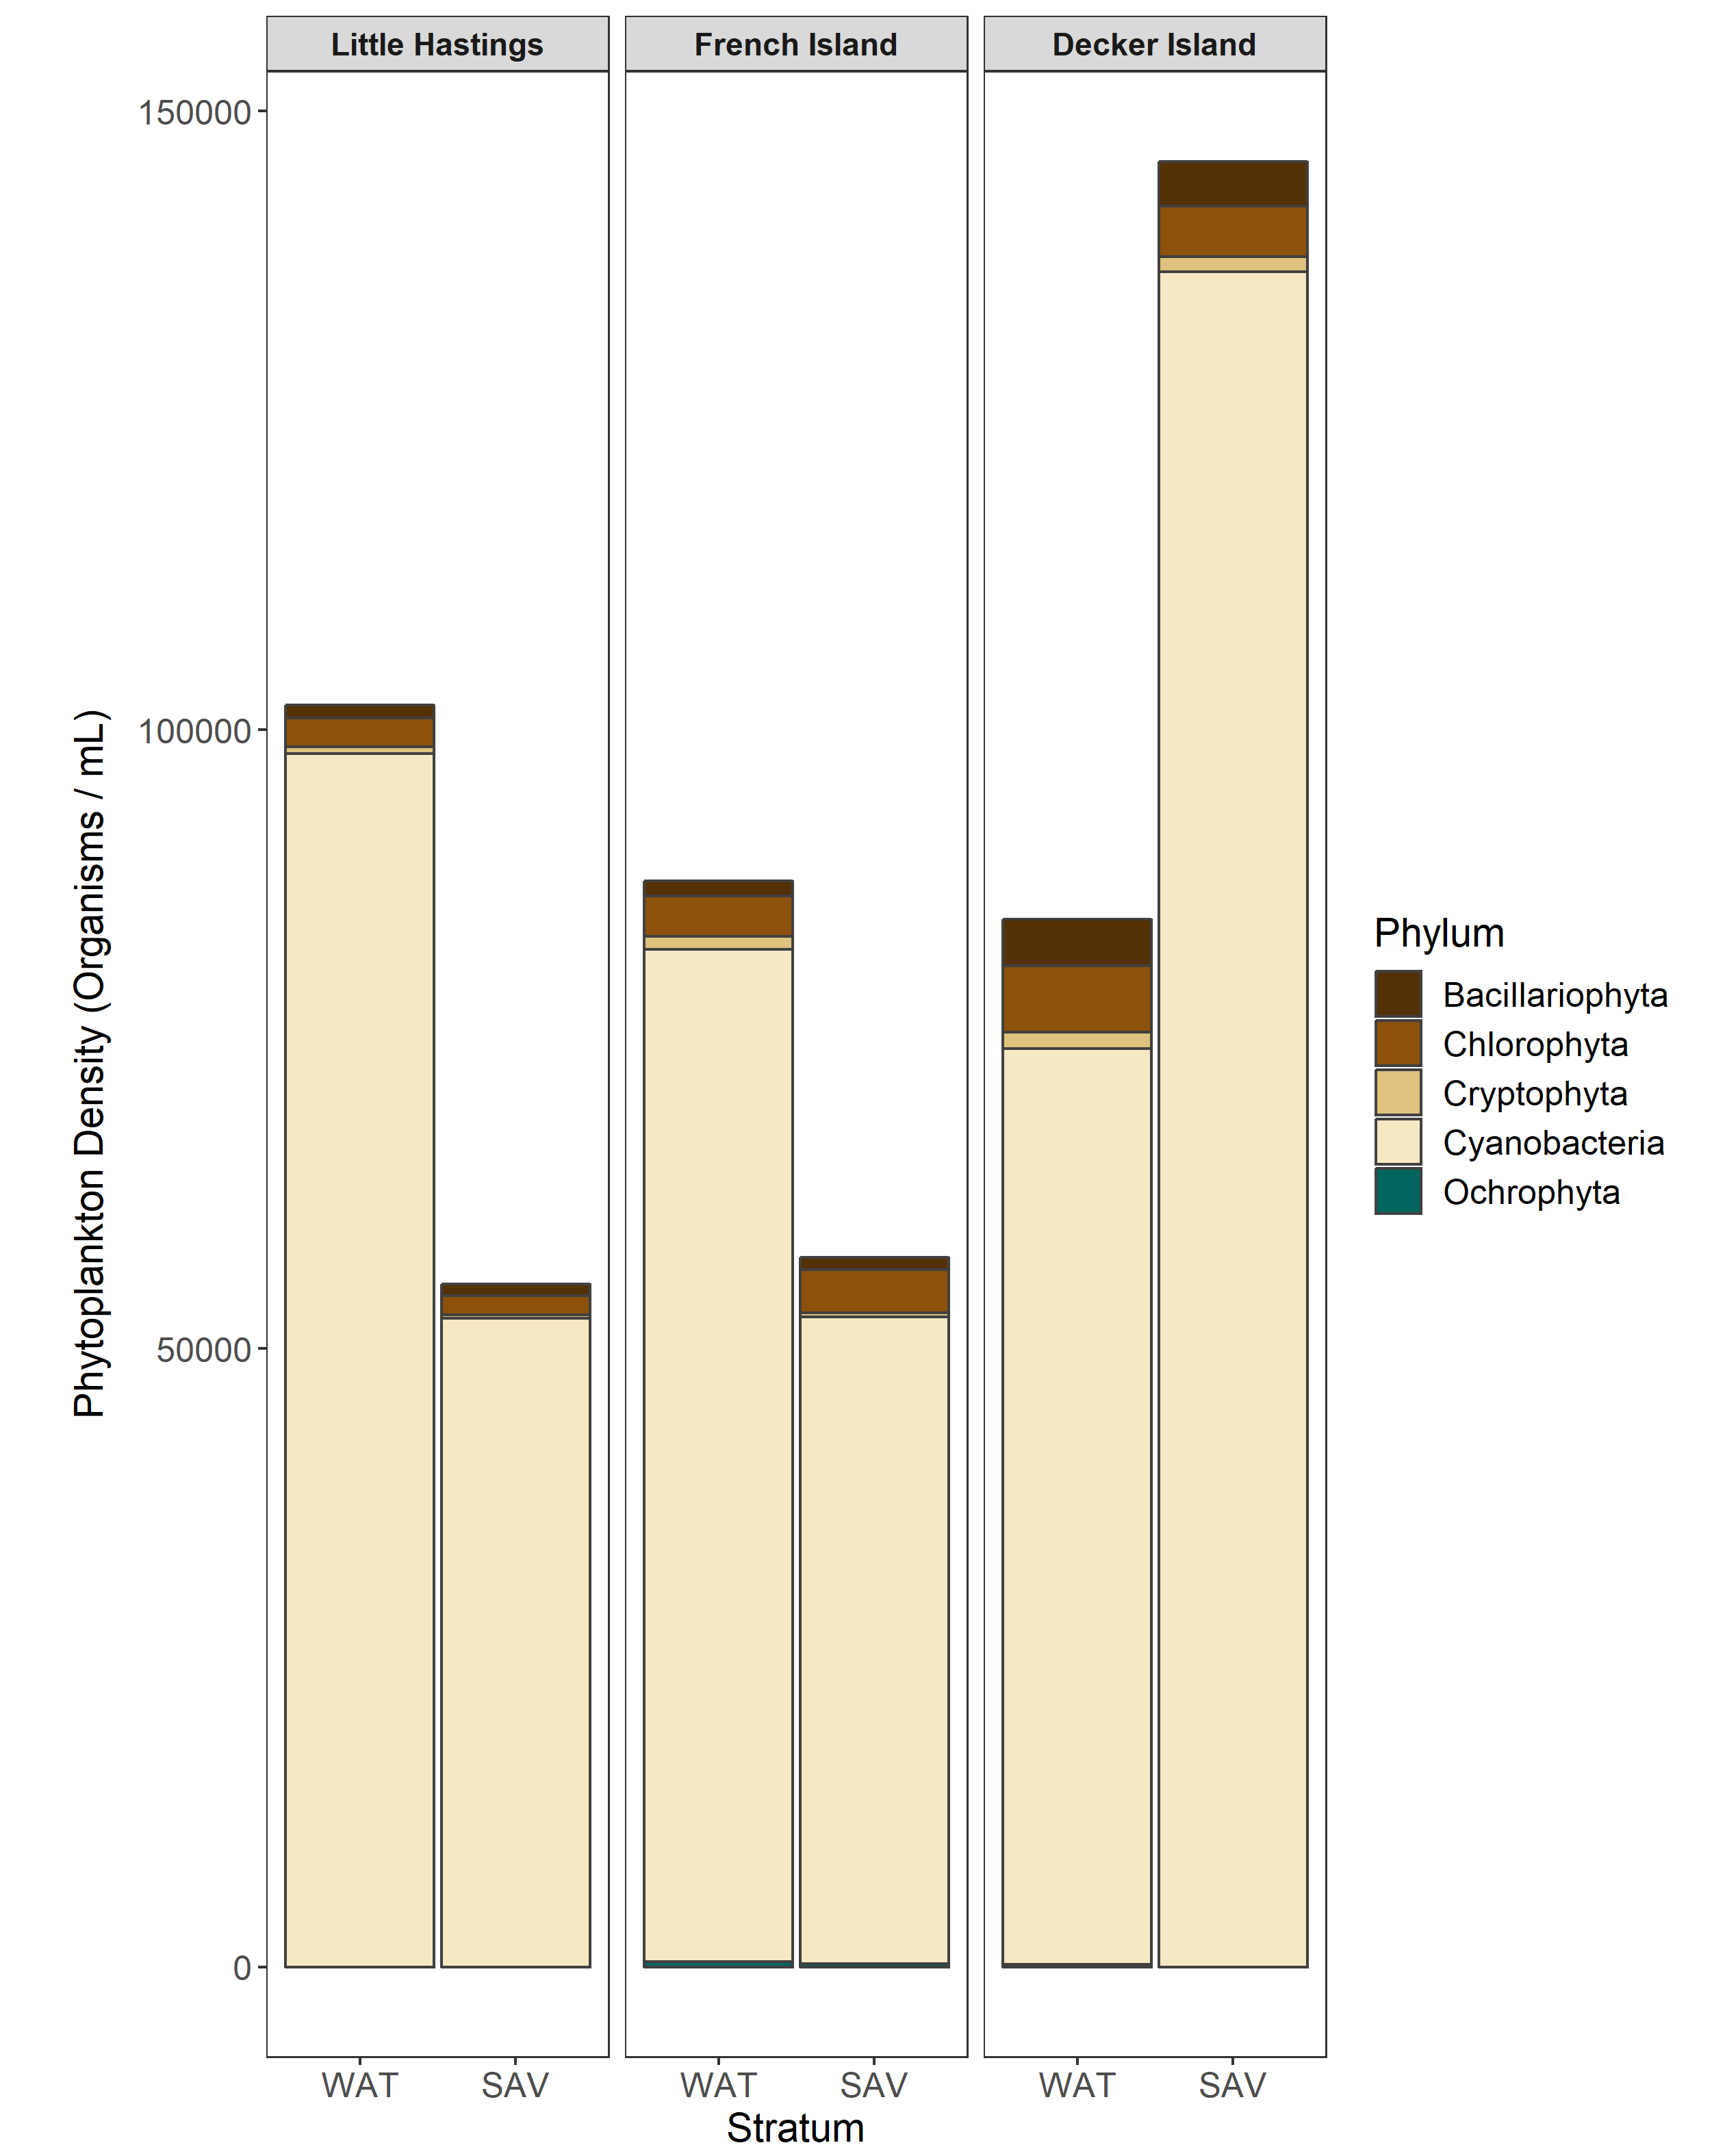 Little Hastings
French Island
Decker Island
Phytoplankton Density (Organisms / mL)
150000
100000
50000
0
WAT
SAV
WAT
SAV
WAT
SAV
Stratum
Phylum
Bacillariophyta
Chlorophyta
Cryptophyta
Cyanobacteria
Ochrophyta